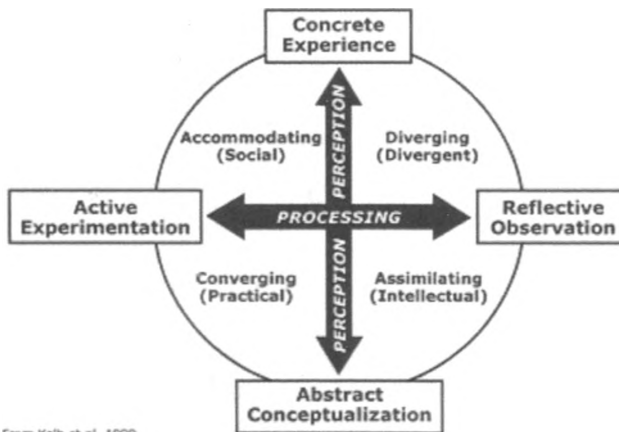 Concrete
Experience
Accommodating
(Social)
PERCEPTION
Diverging
(Divergent)
Active
Experimentation
PROCESSING
Reflective
Observation
Converging
(Practical)
PERCEPTION
Assimilating
(Intellectual)
Abstract
Conceptualization